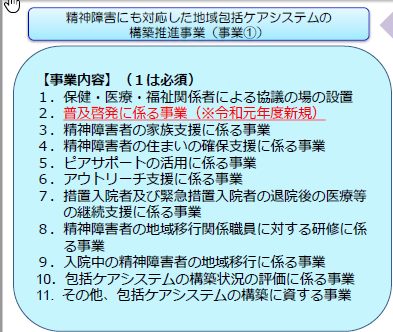 精神障害にも対応した地域包括ケアシステムの
構築推進事業（事業①）
【事業内容】（１は必須）
１．保健・医療・福祉関係者による協議の場の設置
２．普及啓発に係る事業（※令和元年度新規）
３．精神障害者の家族支援に係る事業
４．精神障害者の住まいの確保支援に係る事業
５．ピアサポートの活用に係る事業
６．アウトリーチ支援に係る事業
７．措置入院者及び緊急措置入院者の退院後の医療等
の継続支援に係る事業
８．精神障害者の地域移行関係職員に対する研修に係
る事業
９．入院中の精神障害者の地域移行に係る事業
10．包括ケアシステムの構築状況の評価に係る事業
11．その他、包括ケアシステムの構築に資する事業